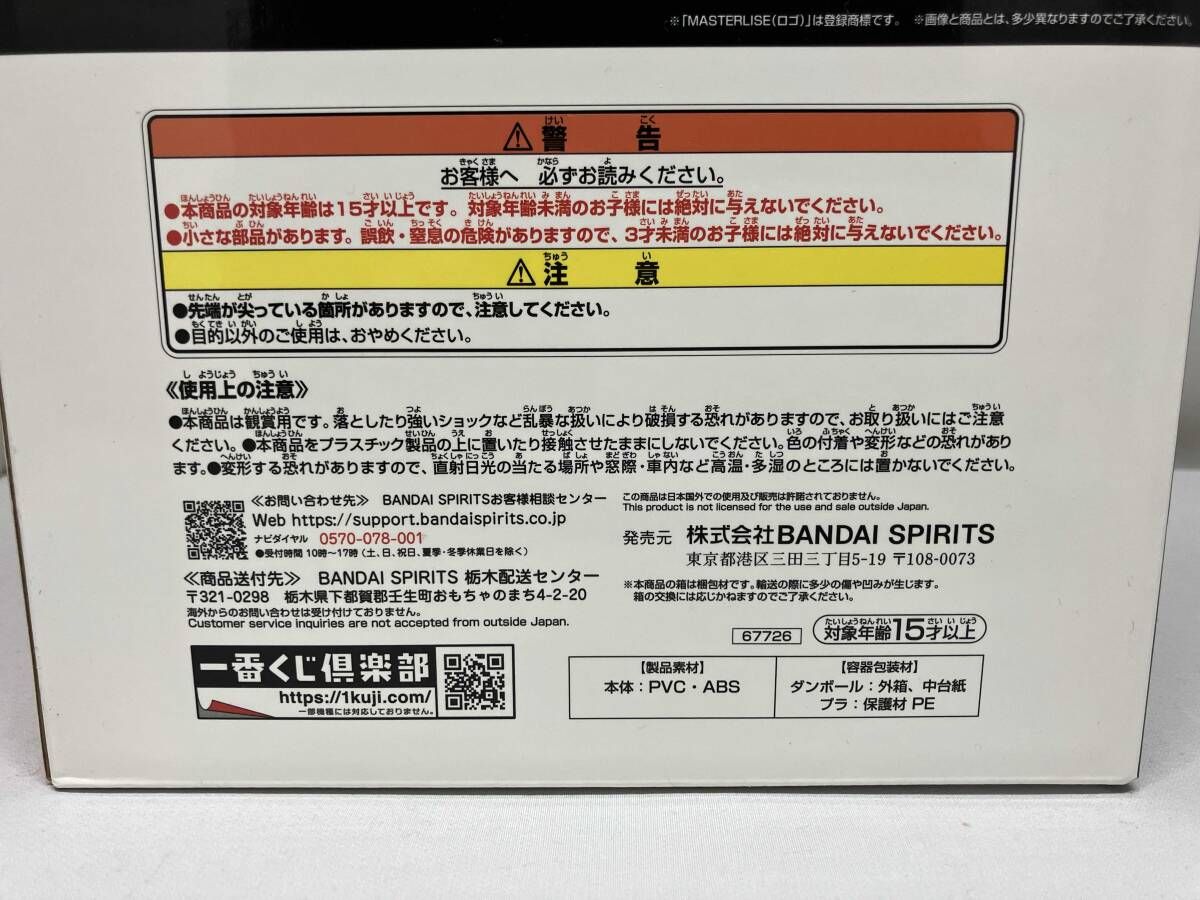 ※「MASTERLISE(ロゴ)」は登録商標です。 ※画像と商品とは、多少異なりますのでご了承ください。
⚠警告
お客様へ 必ずお読みください。
●本商品の対象年齢は15才以上です。対象年齢未満のお子様には絶対に与えないでください。
●小さな部品があります。誤飲・窒息の危険がありますので、3才未満のお子様には絶対に与えないでください。
⚠注意
●先端が尖っている箇所がありますので、注意してください。
●目的以外のご使用は、おやめください。
《使用上の注意》
●本商品は観賞用です。落としたり強いショックなど乱暴な扱いにより破損する恐れがありますので、お取り扱いにはご注意
ください。●本商品をプラスチック製品の上に置いたり接触させたままにしないでください。色の付着や変形などの恐れがあり
ます。●変形する恐れがありますので、直射日光の当たる場所や窓際・車内など高温・多湿のところには置かないでください。
≪お問い合わせ先≫ BANDAI SPIRITSお客様相談センター
Web https://support.bandaispirits.co.jp
ナビダイヤル 0570-078-001
●受付時間 10時〜17時(土、日、祝日、夏季・冬季休業日を除く)
≪商品送付先≫ BANDAI SPIRITS 栃木配送センター
〒321-0298 栃木県下都賀郡壬生町おもちゃのまち4-2-20
海外からのお問い合わせは受け付けておりません。
Customer service inquiries are not accepted from outside Japan.
この商品は日本国外での使用及び販売は許諾されておりません。
This product is not licensed for the use and sale outside Japan.
発売元 株式会社BANDAI SPIRITS
東京都港区三田三丁目5-19 〒108-0073
※本商品の箱は梱包材です。輸送の際に多少の傷や凹みが生じます。
箱の交換には応じかねますのでご了承ください。
67726
対象年齢15才以上
一番くじ倶楽部
https://1kuji.com/
一部機種には対応しておりません。
【製品素材】
本体:PVC・ABS
【容器包装材】
ダンボール:外箱、中台紙
プラ:保護材 PE